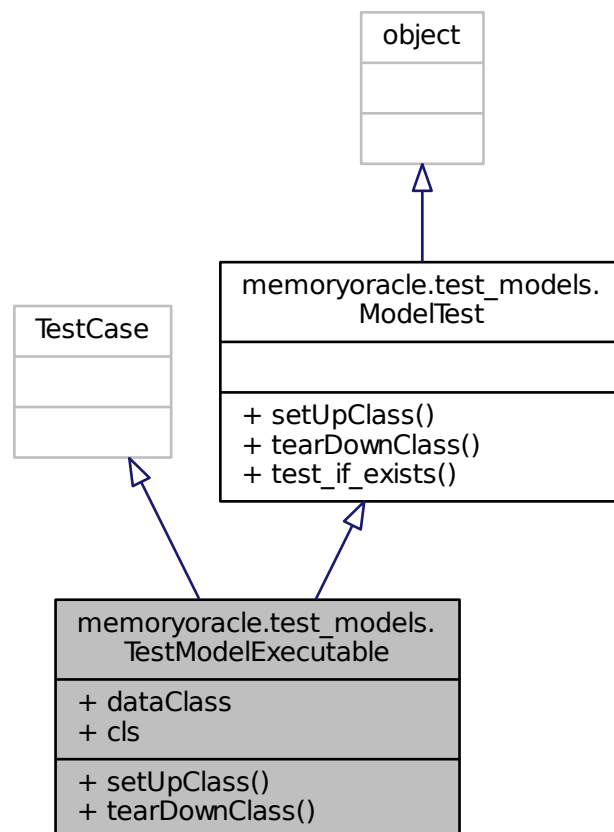 object
memoryoracle.test_models.
ModelTest
+ setUpClass()
+ tearDownClass()
+ test_if_exists()
TestCase
memoryoracle.test_models.
TestModelExecutable
+ dataClass
+ cls
+ setUpClass()
+ tearDownClass()